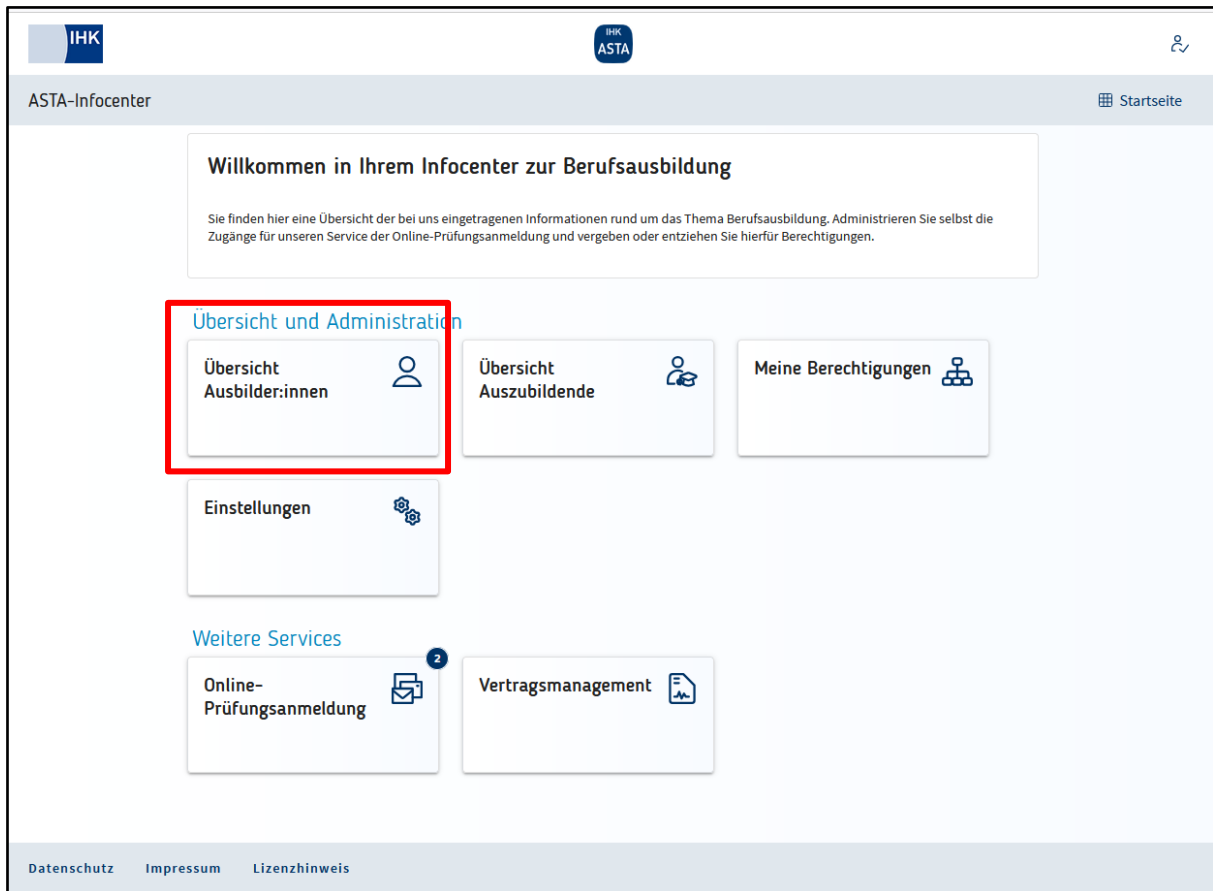 IHK
IHK
ASTA
ASTA-Infocenter
Startseite
Willkommen in Ihrem Infocenter zur Berufsausbildung
Sie finden hier eine Übersicht der bei uns eingetragenen Informationen rund um das Thema Berufsausbildung. Administrieren Sie selbst die
Zugänge für unseren Service der Online-Prüfungsanmeldung und vergeben oder entziehen Sie hierfür Berechtigungen.
Übersicht und Administration
Übersicht
Ausbilder:innen
Übersicht
Auszubildende
Meine Berechtigungen
Einstellungen
Weitere Services
2
Online-
Prüfungsanmeldung
Vertragsmanagement
Datenschutz Impressum Lizenzhinweis